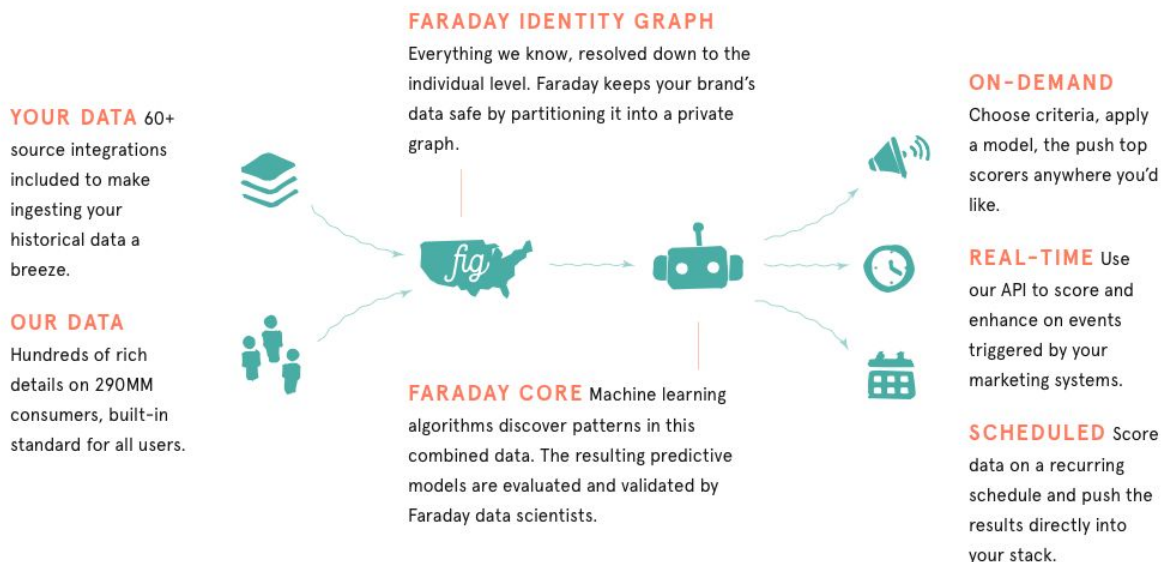 YOUR DATA 60+
source integrations
included to make
ingesting your
historical data a
breeze.
OUR DATA
Hundreds of rich
details on 290MM
consumers, built-in
standard for all users.
FARADAY IDENTITY GRAPH
Everything we know, resolved down to the
individual level. Faraday keeps your brand’s
data safe by partitioning it into a private
graph.
fig
FARADAY CORE Machine learning
algorithms discover patterns in this
combined data. The resulting predictive
models are evaluated and validated by
Faraday data scientists.
ON-DEMAND
Choose criteria, apply
a model, the push top
scorers anywhere you’d
like.
REAL-TIME Use
our API to score and
enhance on events
triggered by your
marketing systems.
SCHEDULED Score
data on a recurring
schedule and push the
results directly into
your stack.